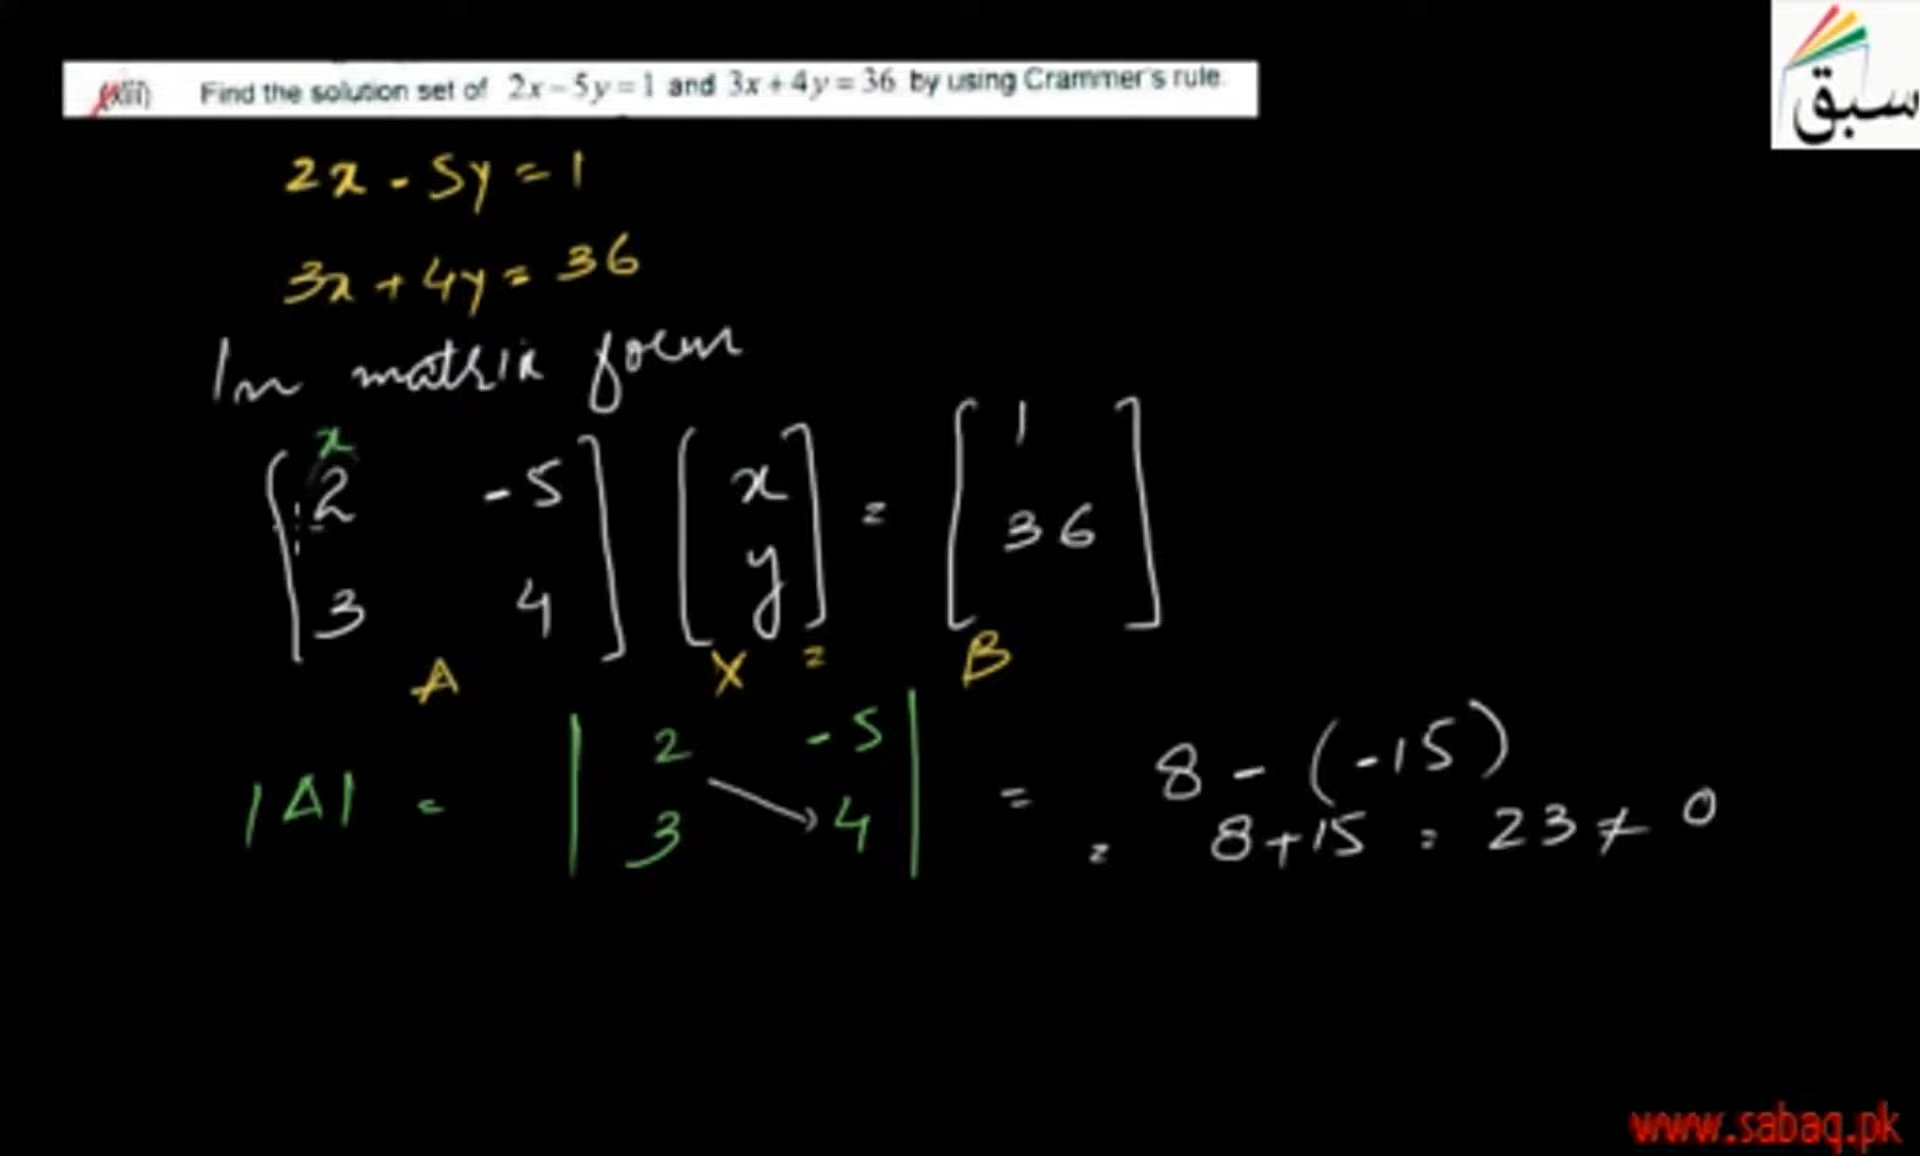 سبق
(xiii) Find the solution set of 2x-5y=1 and 3x+4y=36 by using Crammer's rule.
2x - 5y = 1
3x + 4y = 36
In matrix form
x
[2 -5] [x] = [1]
[3 4] [y] [36]
A X = B
|A| = |2 -5| = 8 - (-15)
|3 4| = 8+15 = 23 ≠ 0
www.sabaq.pk